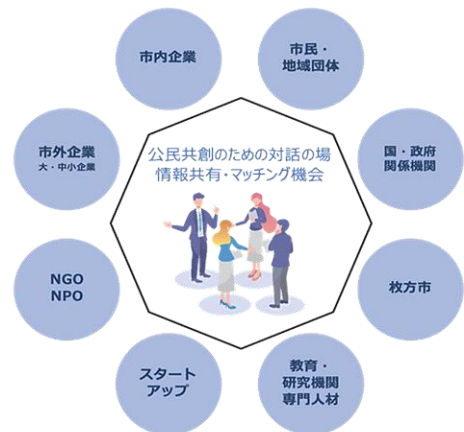 市内企業
市民・
地域団体
市外企業
大・中小企業
公民共創のための対話の場
情報共有・マッチング機会
国・政府
関係機関
NGO
NPO
枚方市
スタート
アップ
教育・
研究機関
専門人材